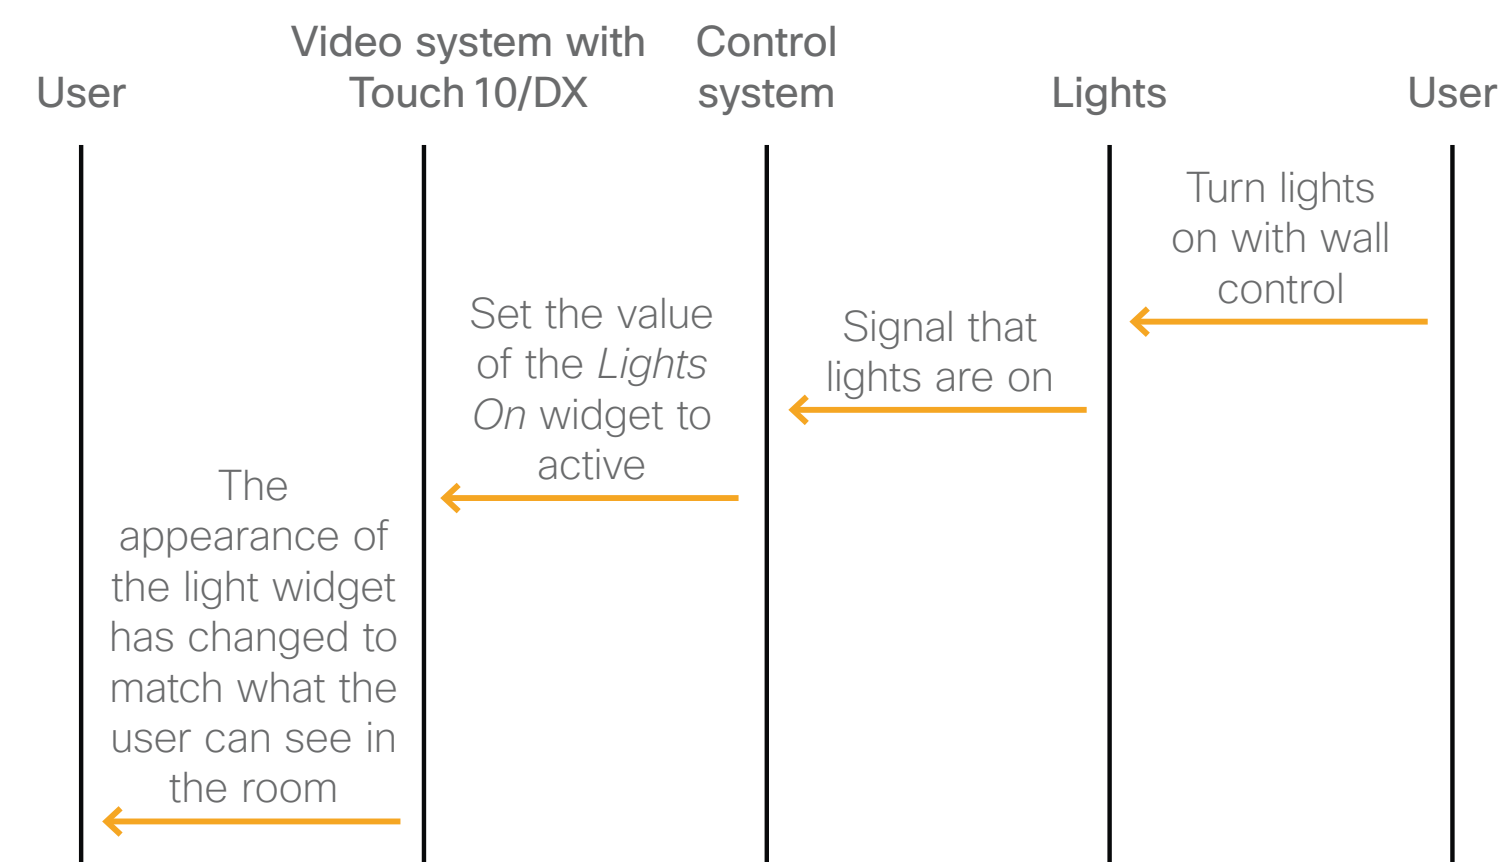 User
Video system with
Touch 10/DX
Control
system
Lights
User
Turn lights
on with wall
control
Signal that
lights are on
Set the value
of the Lights
On widget to
active
The
appearance of
the light widget
has changed to
match what the
user can see in
the room